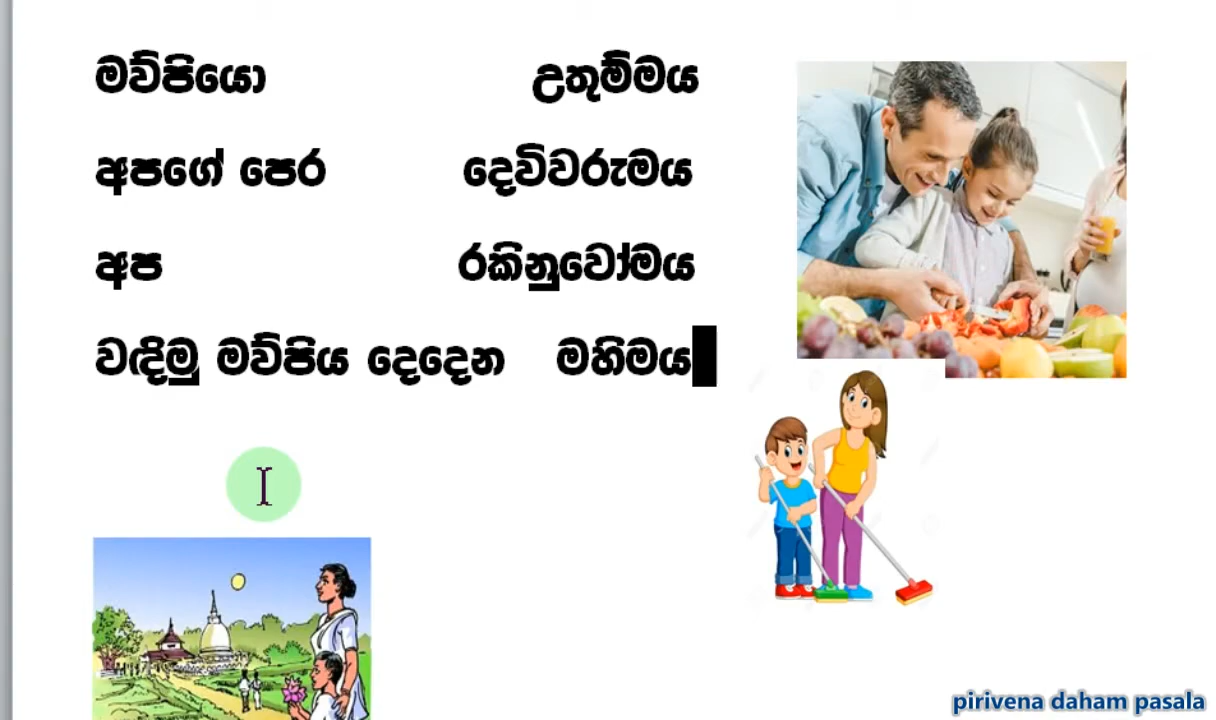 මව්පියො උතුම්මය
අපගේ පෙර දෙවිවරුමය
අප රකිනුවෝමය
වඳිමු මව්පිය දෙදෙන මහිමය
pirivena daham pasala